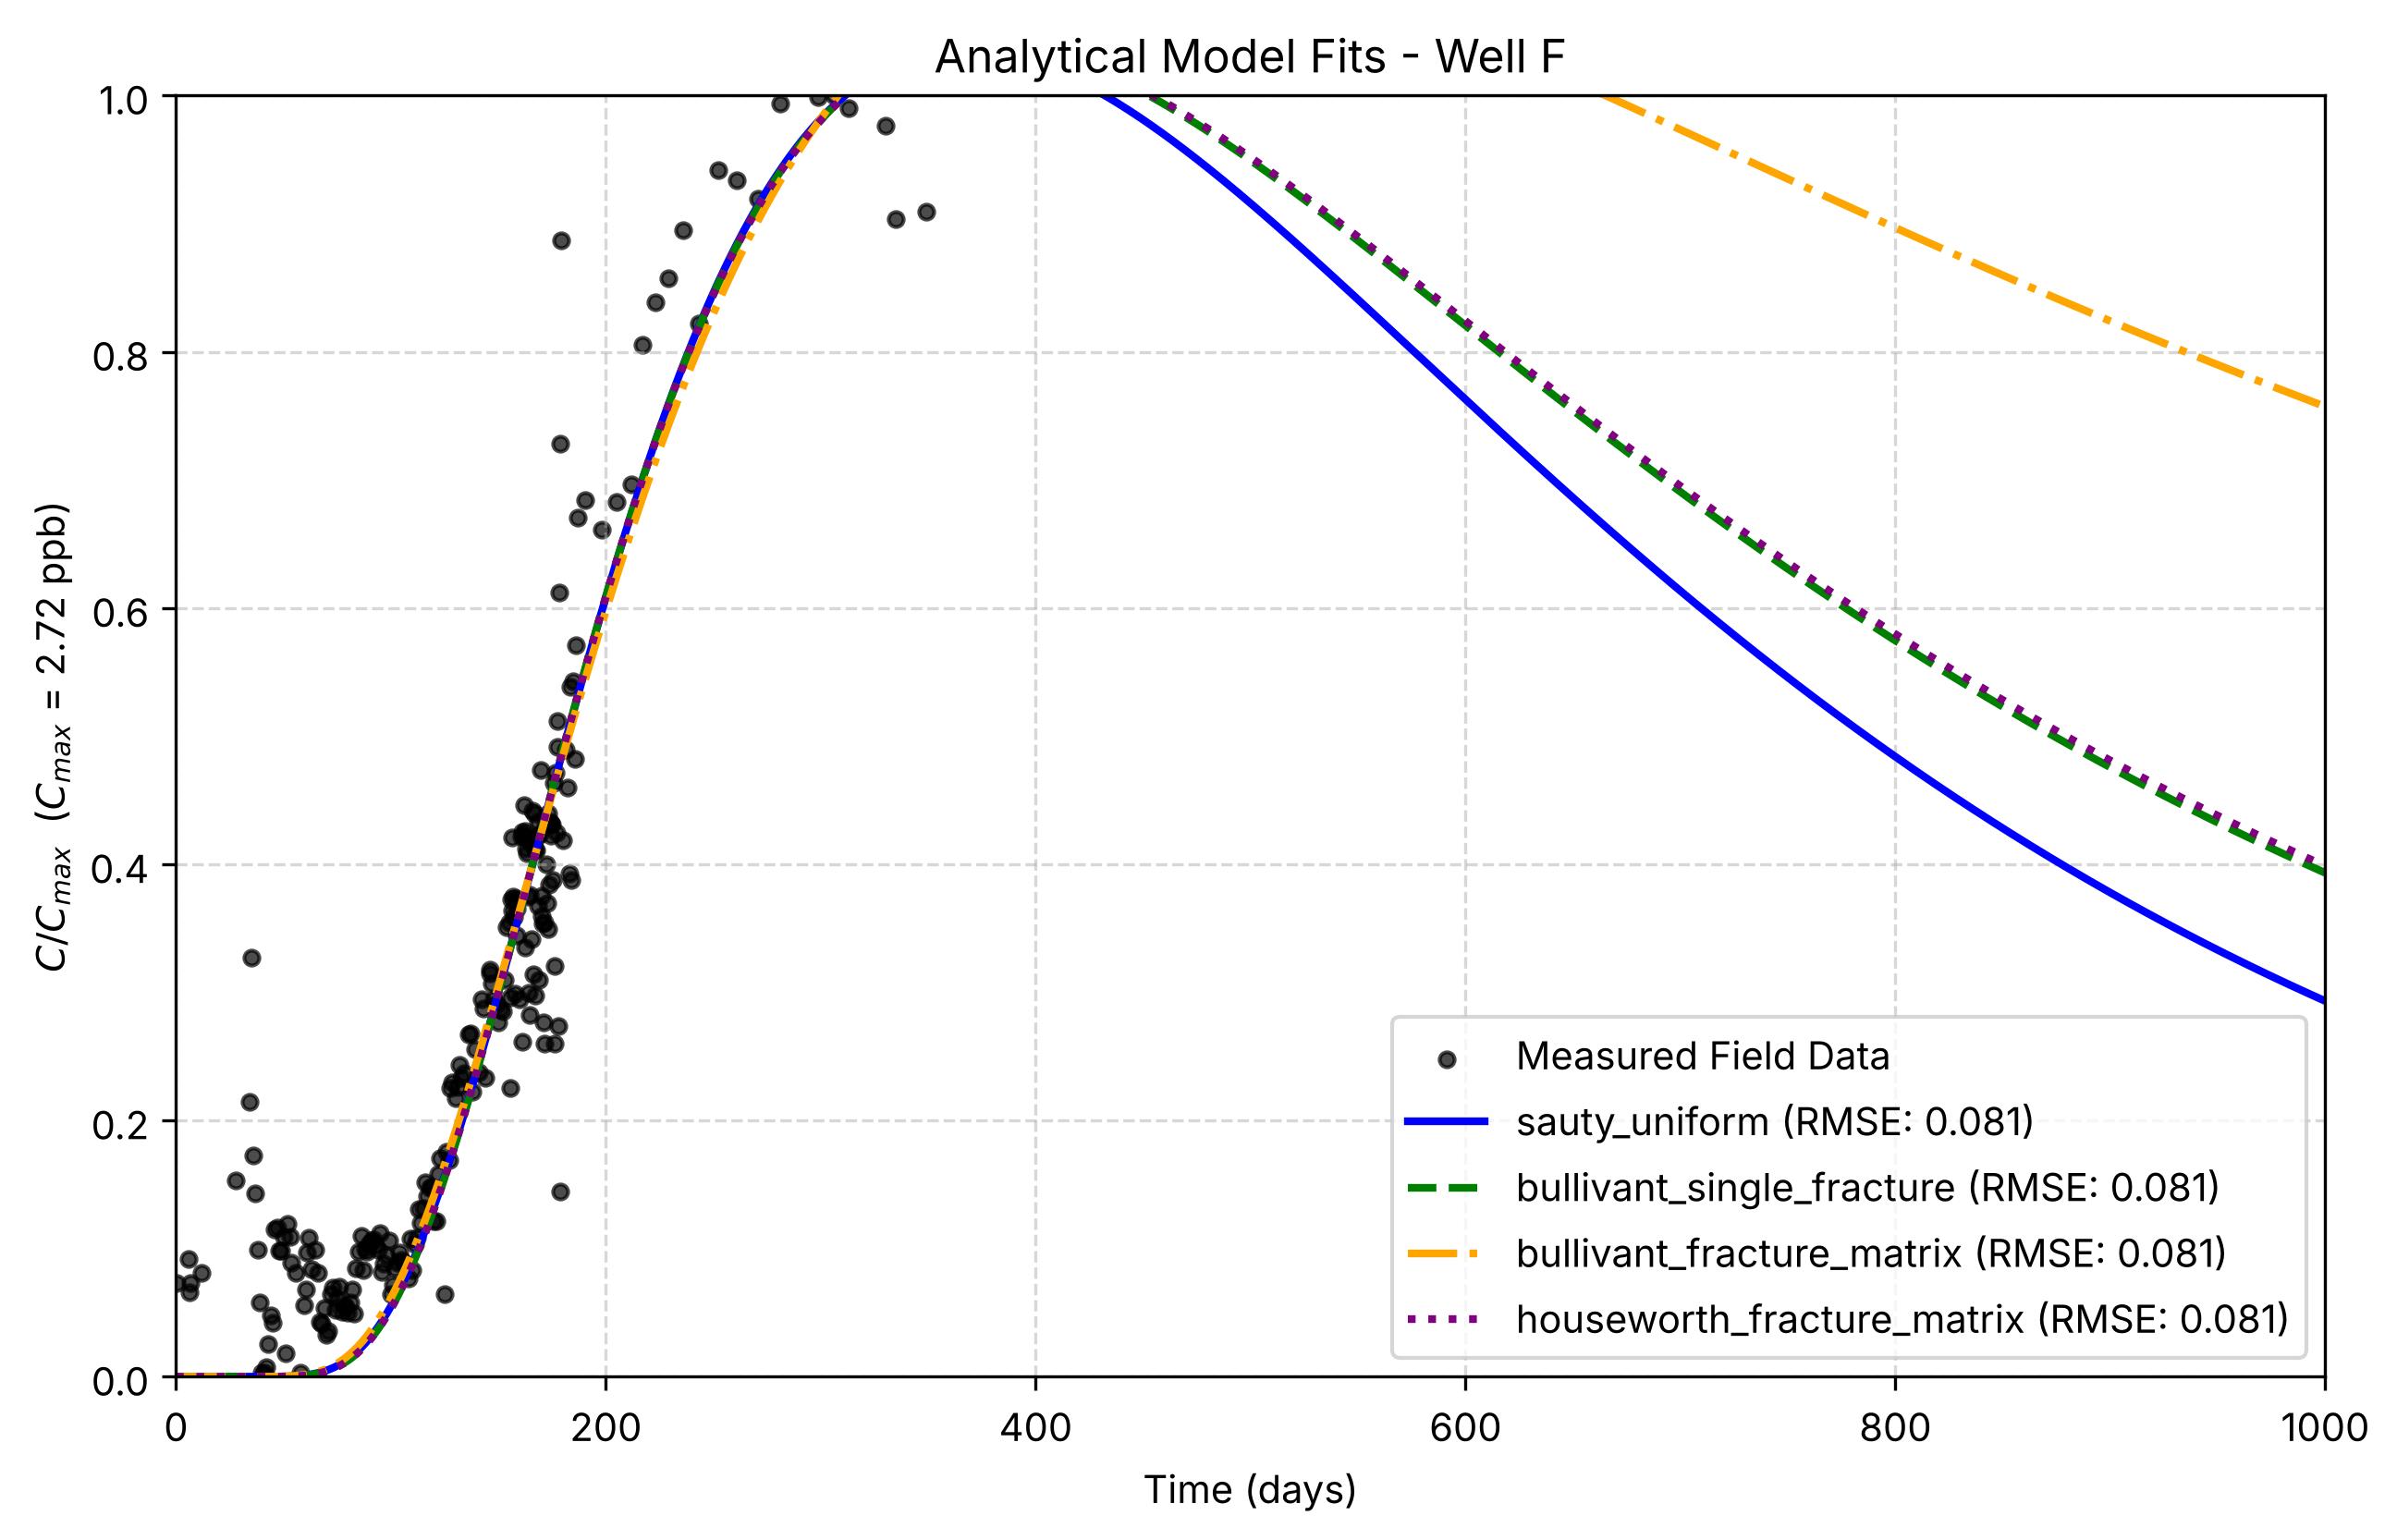 Analytical Model Fits - Well F
C/Cmax (Cmax = 2.72 ppb)
1.0
0.8
0.6
0.4
0.2
0.0
0 200 400 600 800 1000
Time (days)
Measured Field Data
sauty_uniform (RMSE: 0.081)
bullivant_single_fracture (RMSE: 0.081)
bullivant_fracture_matrix (RMSE: 0.081)
houseworth_fracture_matrix (RMSE: 0.081)